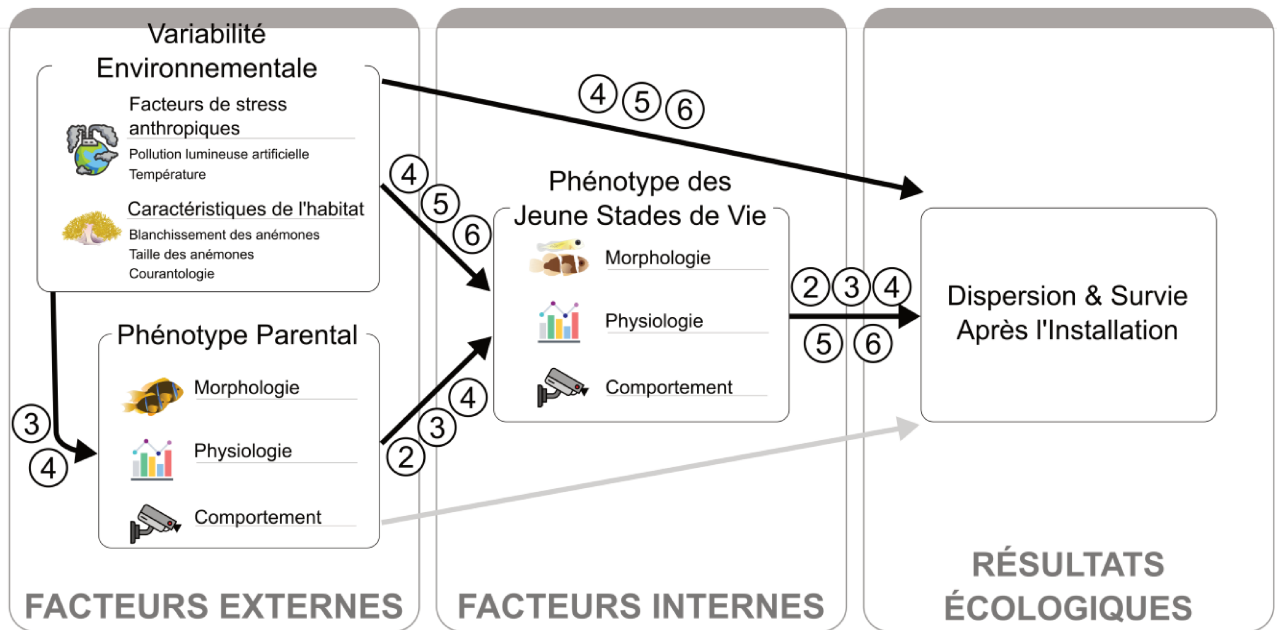 Variabilité
Environnementale
Facteurs de stress
anthropiques
Pollution lumineuse artificielle
Température
Caractéristiques de l'habitat
Blanchissement des anémones
Taille des anémones
Courantologie
3
4
Phénotype Parental
Morphologie
Physiologie
Comportement
FACTEURS EXTERNES
4 5 6
4
5
6
2
3
4
Phénotype des
Jeune Stades de Vie
Morphologie
Physiologie
Comportement
2 3 4
5 6
FACTEURS INTERNES
Dispersion & Survie
Après l'Installation
RÉSULTATS
ÉCOLOGIQUES